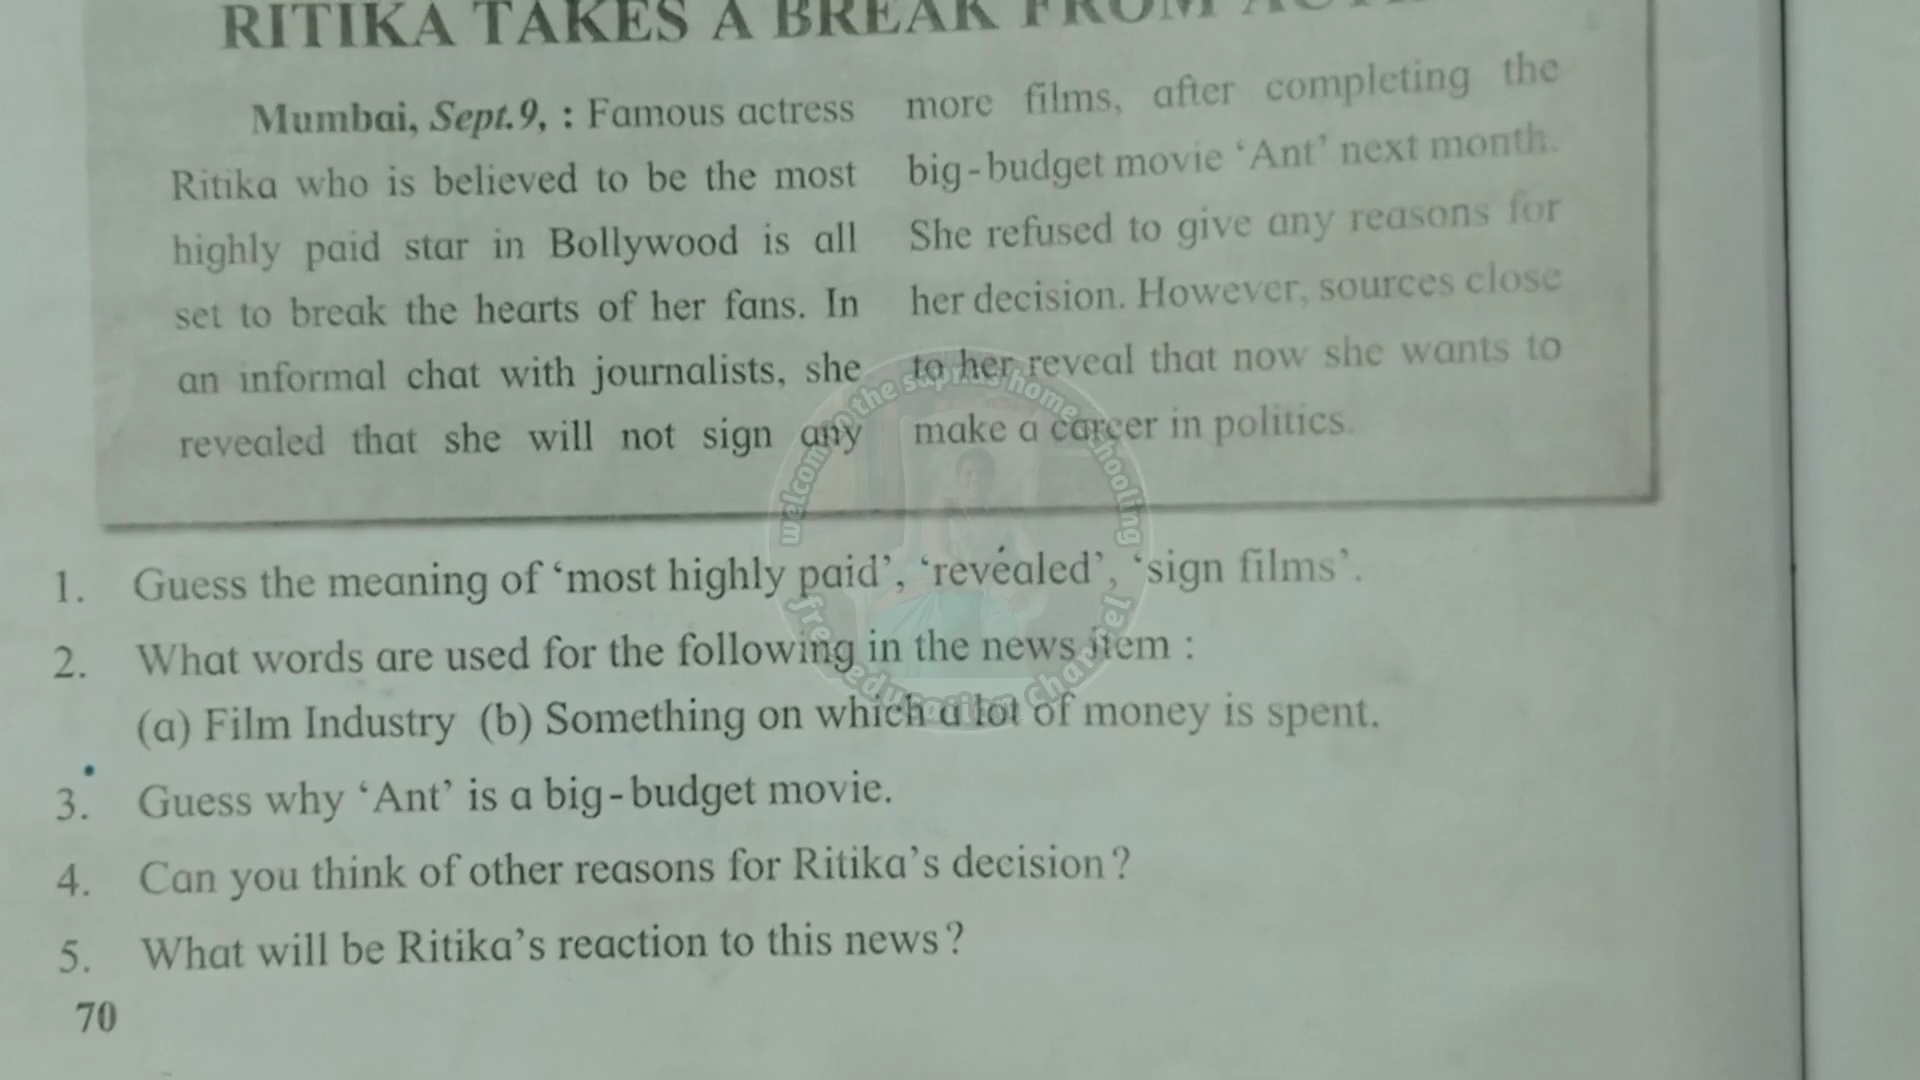 RITIKA TAKES A BREAK FROM
Mumbai, Sept.9, : Famous actress
Ritika who is believed to be the most
highly paid star in Bollywood is all
set to break the hearts of her fans. In
an informal chat with journalists, she
revealed that she will not sign any
more films, after completing the
big-budget movie ‘Ant’ next month.
She refused to give any reasons for
her decision. However, sources close
to her reveal that now she wants to
make a career in politics.
1. Guess the meaning of ‘most highly paid’, ‘revealed’, ‘sign films’.
2. What words are used for the following in the news item :
(a) Film Industry (b) Something on which a lot of money is spent.
3. Guess why ‘Ant’ is a big-budget movie.
4. Can you think of other reasons for Ritika’s decision?
5. What will be Ritika’s reaction to this news?
70
the home schooling
free education channel